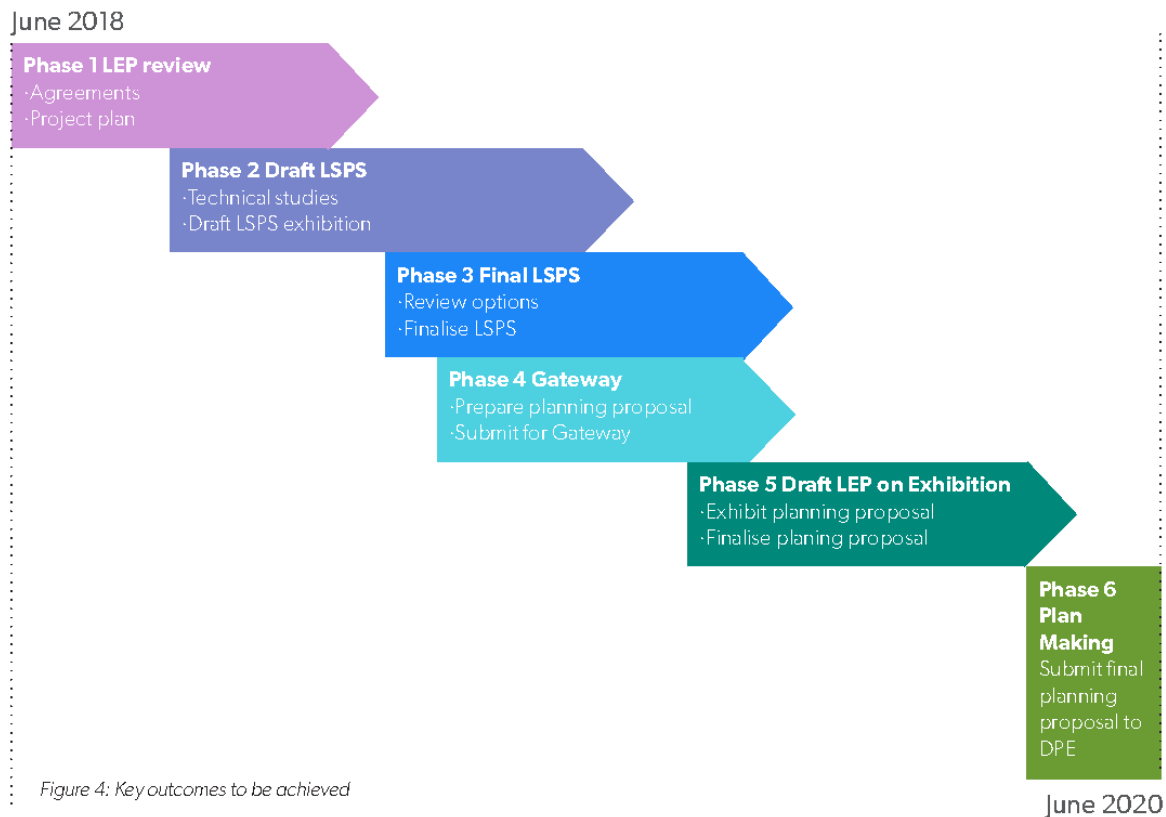 June 2018
Phase 1 LEP review
·Agreements
·Project plan
Phase 2 Draft LSPS
·Technical studies
·Draft LSPS exhibition
Phase 3 Final LSPS
·Review options
·Finalise LSPS
Phase 4 Gateway
·Prepare planning proposal
·Submit for Gateway
Phase 5 Draft LEP on Exhibition
·Exhibit planning proposal
·Finalise planing proposal
Phase 6
Plan
Making
Submit final
planning
proposal to
DPE
Figure 4: Key outcomes to be achieved
June 2020